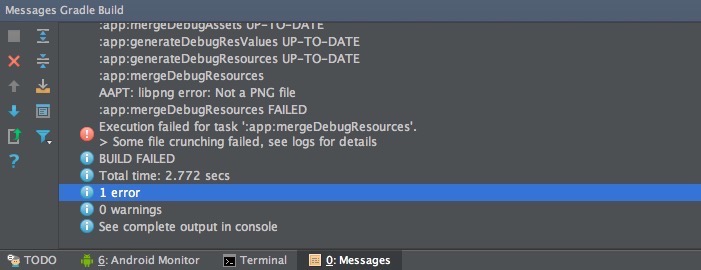 Messages Gradle Build
:app:mergeDebugAssets UP-TO-DATE
:app:generateDebugResValues UP-TO-DATE
:app:generateDebugResources UP-TO-DATE
:app:mergeDebugResources
AAPT: libpng error: Not a PNG file
:app:mergeDebugResources FAILED
Execution failed for task ':app:mergeDebugResources'.
> Some file crunching failed, see logs for details
BUILD FAILED
Total time: 2.772 secs
1 error
0 warnings
See complete output in console
TODO 6: Android Monitor Terminal 0: Messages